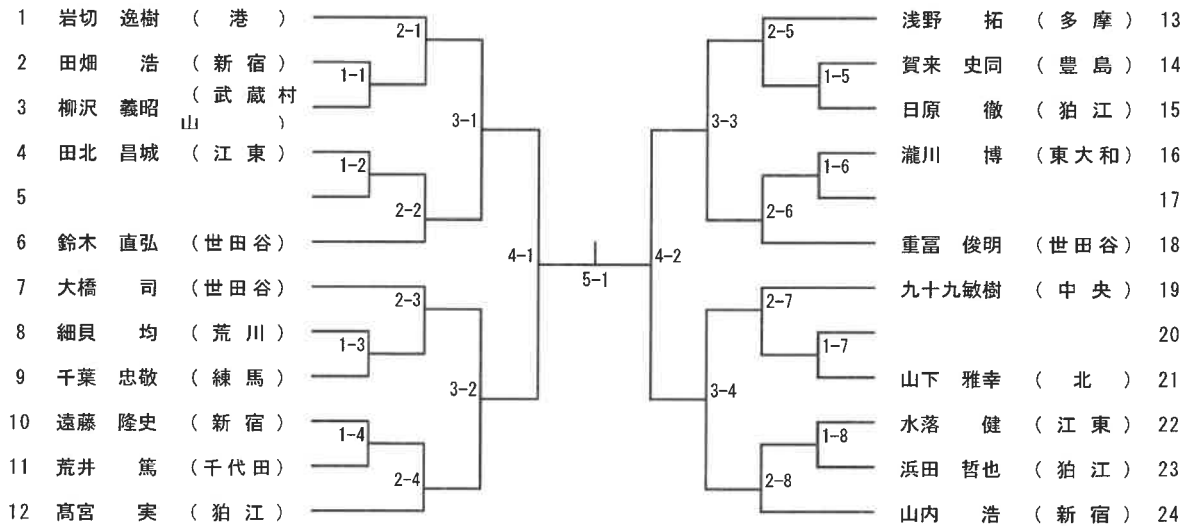 1 岩切 逸樹 ( 港 )
2 田畑 浩 ( 新宿 )
3 柳沢 義昭 ( 武蔵村山 )
4 田北 昌城 ( 江東 )
5
6 鈴木 直弘 (世田谷)
7 大橋 司 (世田谷)
8 細貝 均 ( 荒川 )
9 千葉 忠敬 ( 練馬 )
10 遠藤 隆史 ( 新宿 )
11 荒井 篤 (千代田)
12 髙宮 実 ( 狛江 )
2-1
1-1
3-1
1-2
2-2
4-1
2-3
1-3
3-2
1-4
2-4
5-1
2-5
1-5
3-3
1-6
2-6
4-2
2-7
1-7
3-4
1-8
2-8
浅野 拓 ( 多摩 ) 13
賀来 史同 ( 豊島 ) 14
日原 徹 ( 狛江 ) 15
瀧川 博 (東大和) 16
17
重冨 俊明 (世田谷) 18
九十九敏樹 ( 中央 ) 19
20
山下 雅幸 ( 北 ) 21
水落 健 ( 江東 ) 22
浜田 哲也 ( 狛江 ) 23
山内 浩 ( 新宿 ) 24